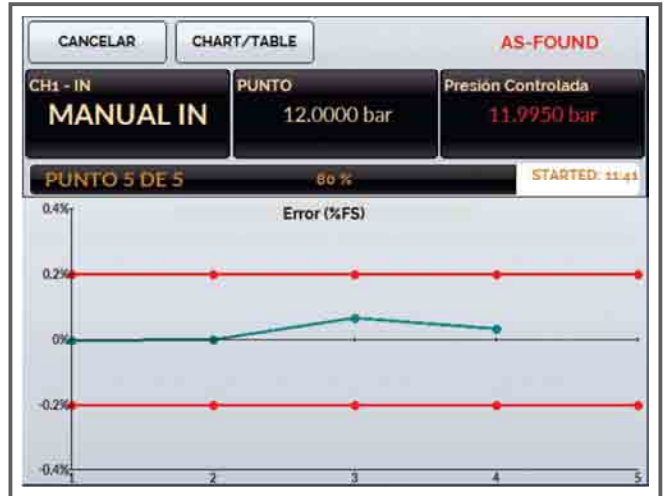 CANCELAR CHART/TABLE AS-FOUND
CH1 - IN PUNTO Presión Controlada
MANUAL IN 12.0000 bar 11.9950 bar
PUNTO 5 DE 5 80 % STARTED: 11:41
Error (%FS)
0.4%
0.2%
0%
-0.2%
-0.4%
1 2 3 4 5